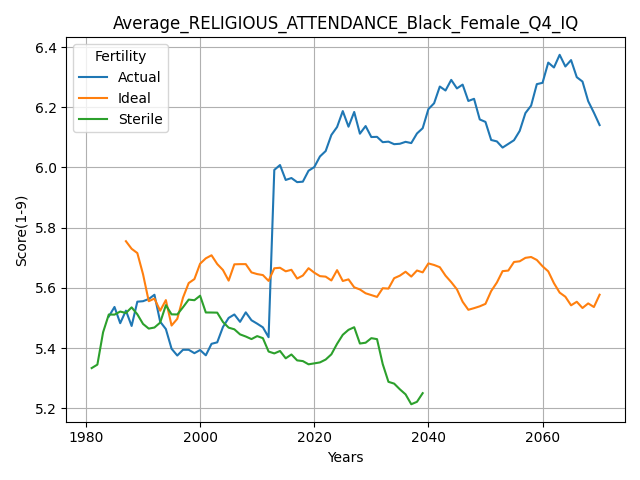 Average_RELIGIOUS_ATTENDANCE_Black_Female_Q4_IQ
Fertility
Actual
Ideal
Sterile
Score(1-9)
6.4
6.2
6.0
5.8
5.6
5.4
5.2
1980 2000 2020 2040 2060
Years